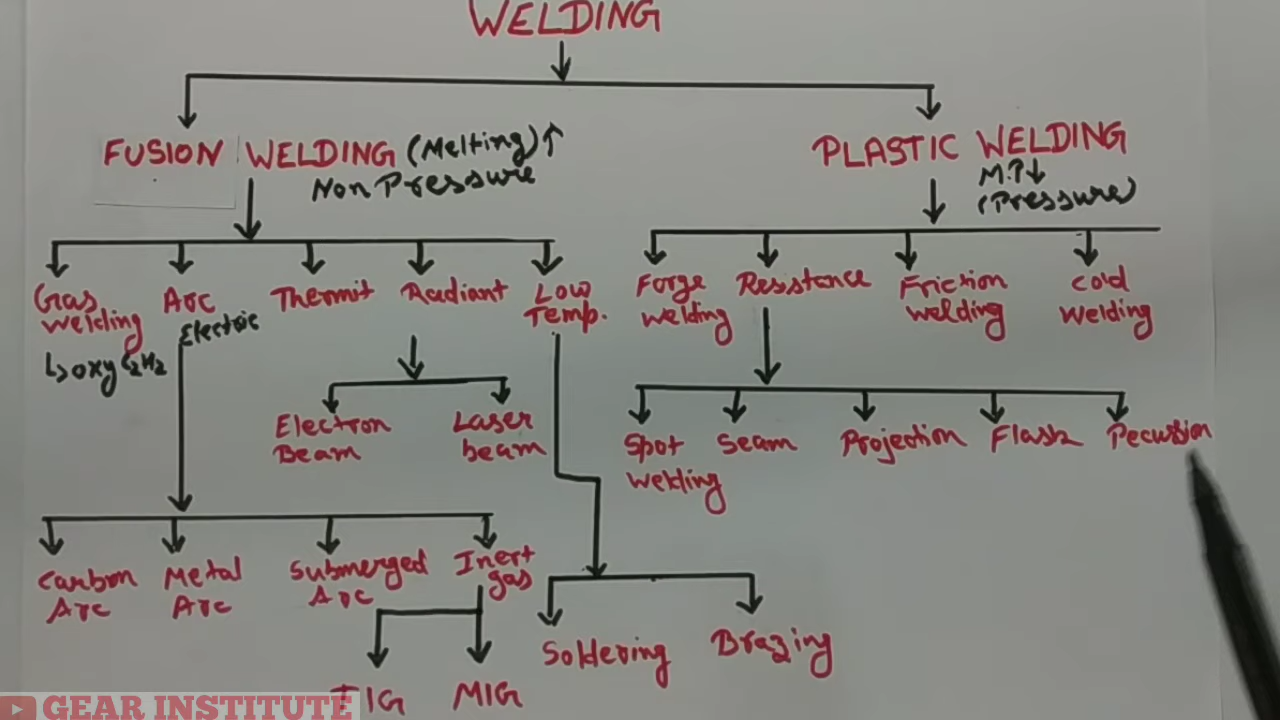 WELDING
FUSION WELDING (Melting)↑
Non Pressure
PLASTIC WELDING
M.P↓
(Pressure)
Gas
welding
↳ oxy C2H2
Arc
Electric
Thermit
Radiant
Low
Temp.
Forge
welding
Resistance
Friction
welding
Cold
Welding
Electron
Beam
Laser
beam
Spot
Welding
Seam
Projection
Flash
Pecussion
Carbon
Arc
Metal
Arc
Submerged
Arc
Inert
gas
Soldering
Brazing
TIG
MIG
GEAR INSTITUTE